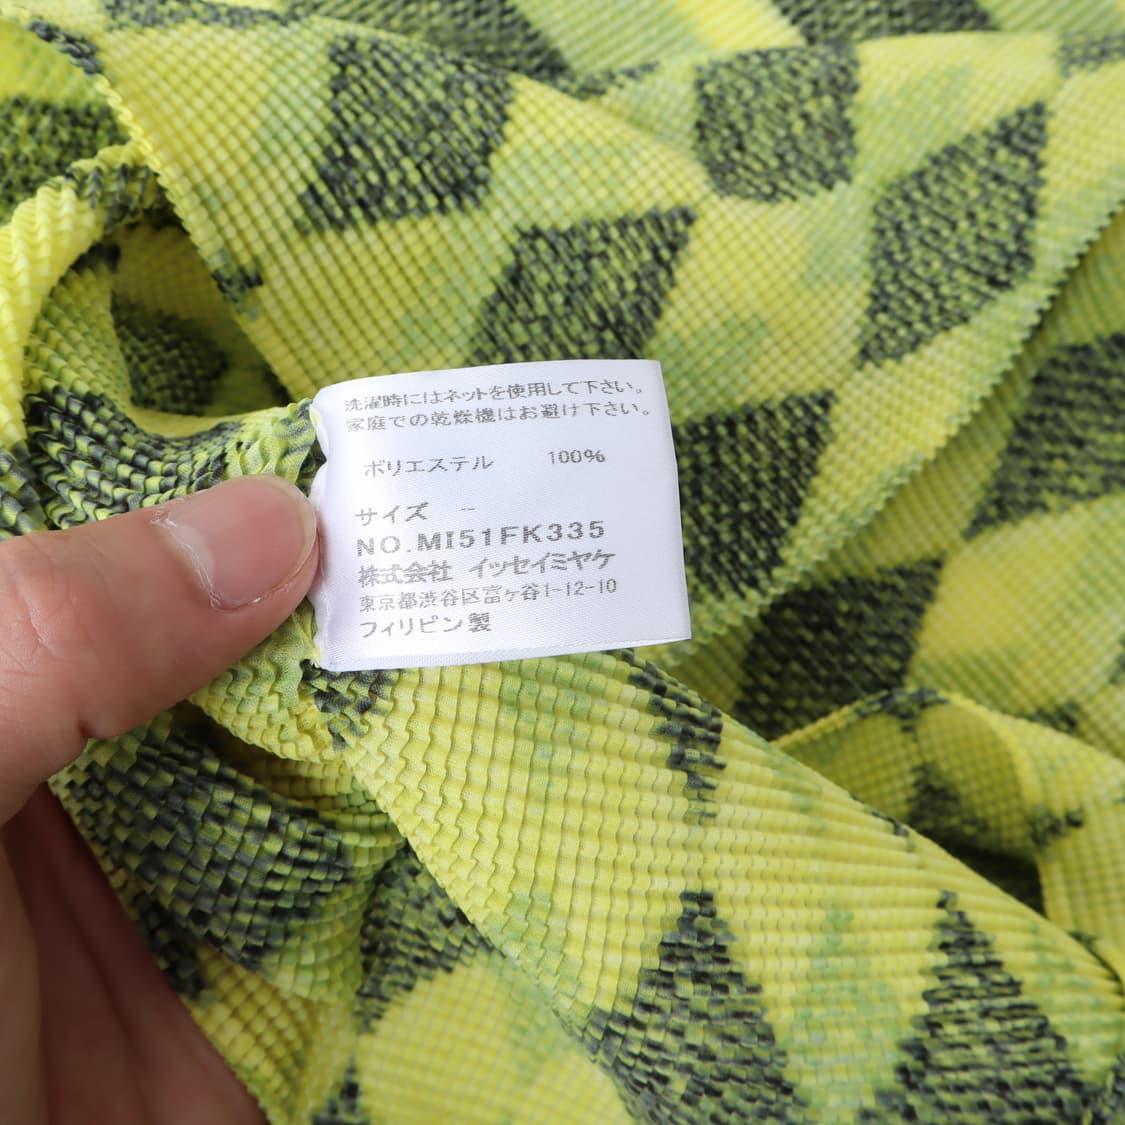 洗濯時にはネットを使用して下さい。
家庭での乾燥機はお避け下さい。
ポリエステル 100%
サイズ -
NO.MI51FK335
株式会社 イッセイミヤケ
東京都渋谷区富ヶ谷1-12-10
フィリピン製